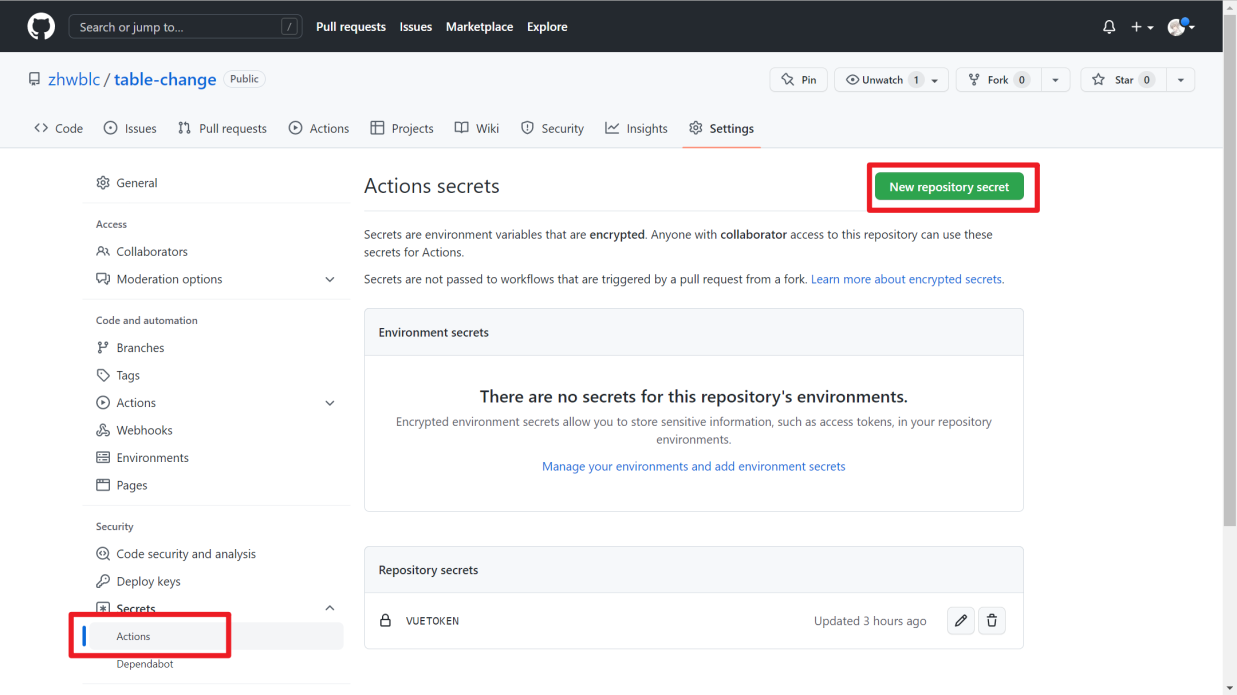 Search or jump to... /
Pull requests Issues Marketplace Explore
zhwblc / table-change Public
Pin Unwatch 1 Fork 0 Star 0
Code Issues Pull requests Actions Projects Wiki Security Insights Settings
General
Access
Collaborators
Moderation options
Code and automation
Branches
Tags
Actions
Webhooks
Environments
Pages
Security
Code security and analysis
Deploy keys
Secrets
Actions
Dependabot
Actions secrets
New repository secret
Secrets are environment variables that are encrypted. Anyone with collaborator access to this repository can use these
secrets for Actions.
Secrets are not passed to workflows that are triggered by a pull request from a fork. Learn more about encrypted secrets.
Environment secrets
There are no secrets for this repository's environments.
Encrypted environment secrets allow you to store sensitive information, such as access tokens, in your repository
environments.
Manage your environments and add environment secrets
Repository secrets
VUETOKEN Updated 3 hours ago